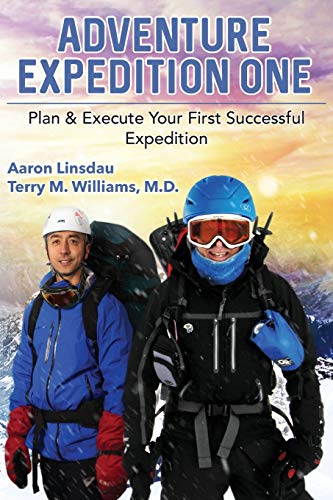 ADVENTURE
EXPEDITION ONE
Plan & Execute Your First Successful
Expedition
Aaron Linsdau
Terry M. Williams, M.D.